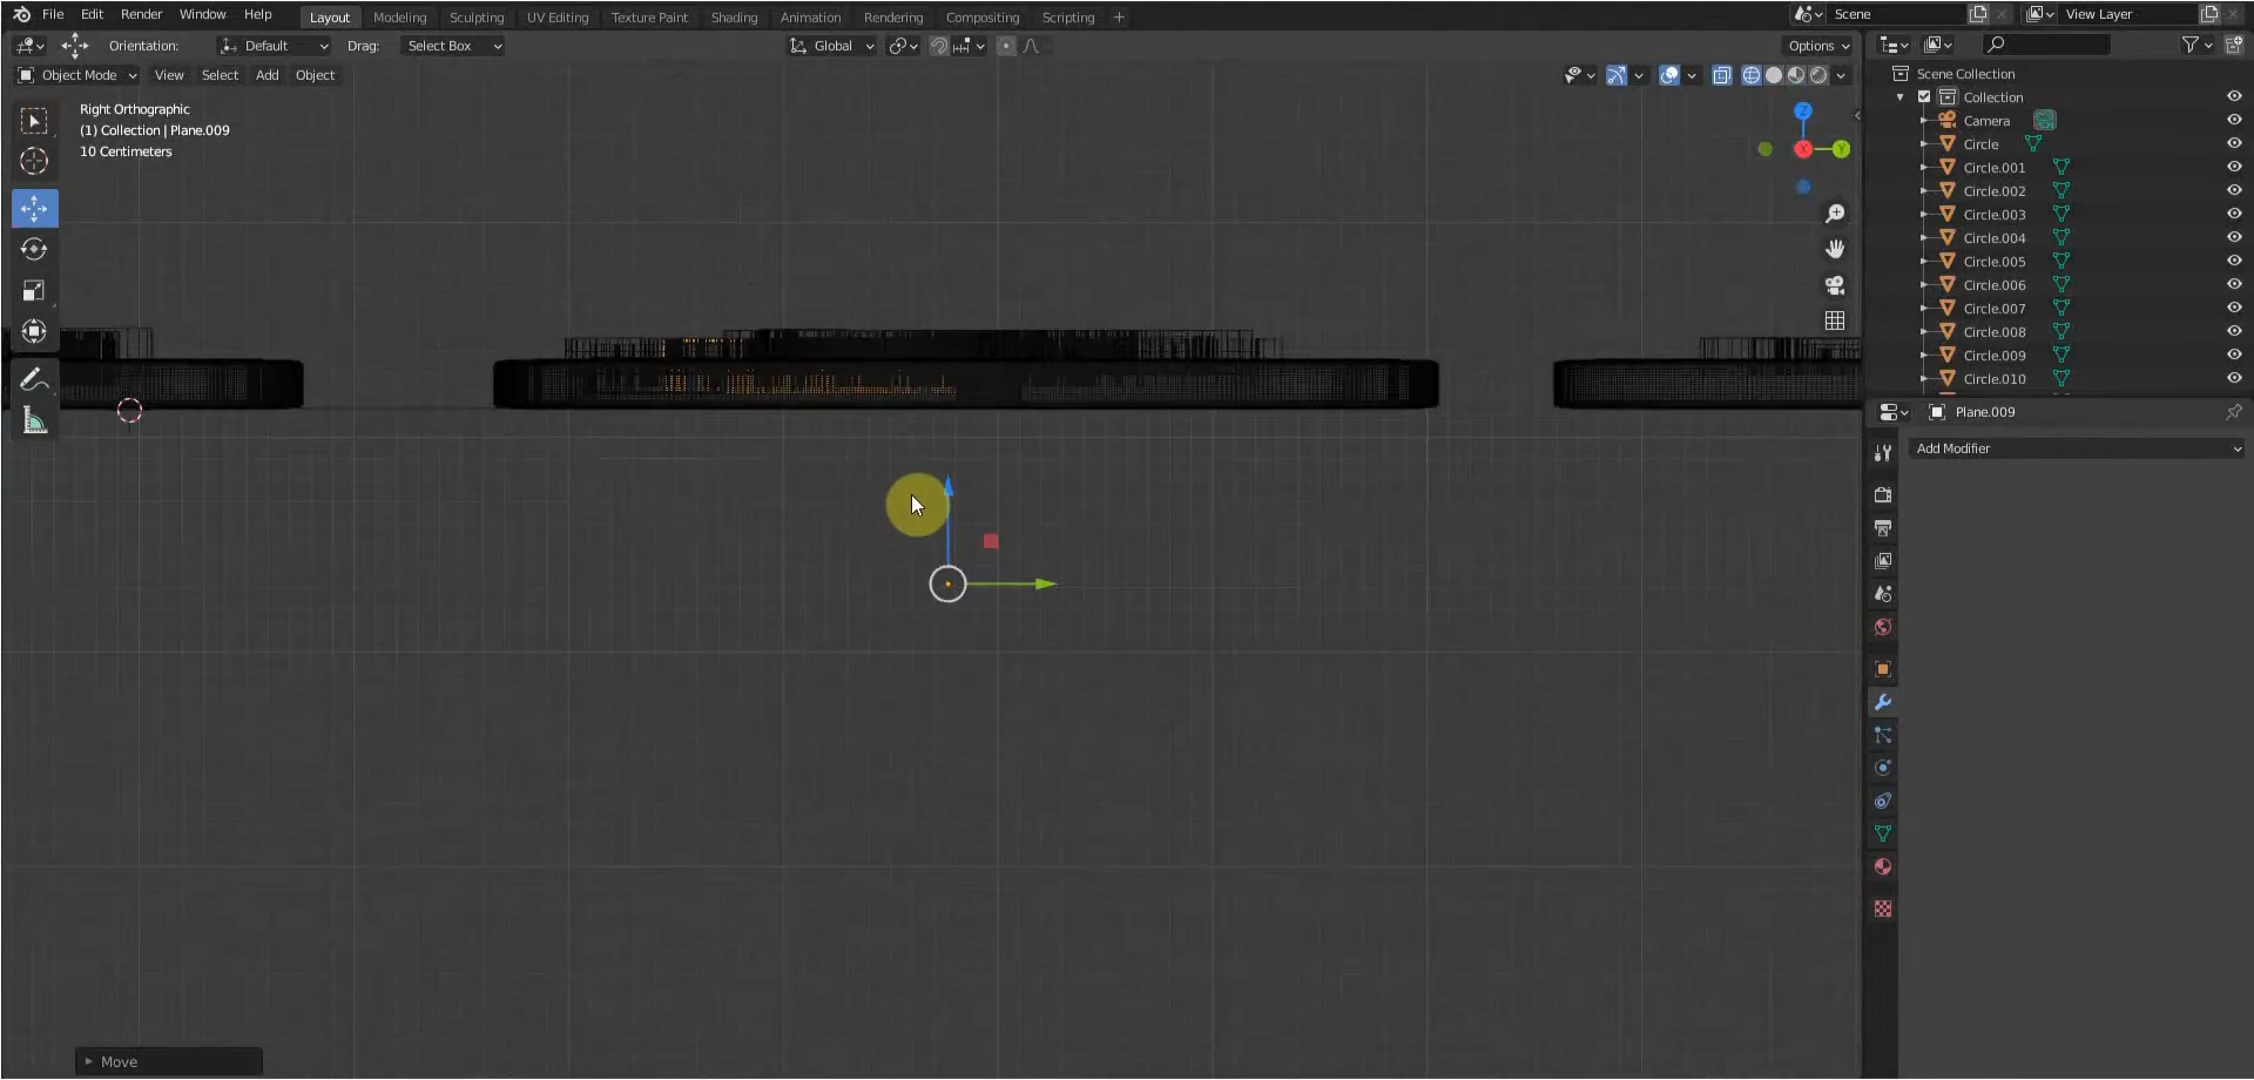 File Edit Render Window Help Layout Modeling Sculpting UV Editing Texture Paint Shading Animation Rendering Compositing Scripting + Scene View Layer
Orientation: Default Drag: Select Box Global Options
Object Mode View Select Add Object
Right Orthographic
(1) Collection | Plane.009
10 Centimeters
Z
X
Y
Scene Collection
Collection
Camera
Circle
Circle.001
Circle.002
Circle.003
Circle.004
Circle.005
Circle.006
Circle.007
Circle.008
Circle.009
Circle.010
Plane.009
Add Modifier
Move